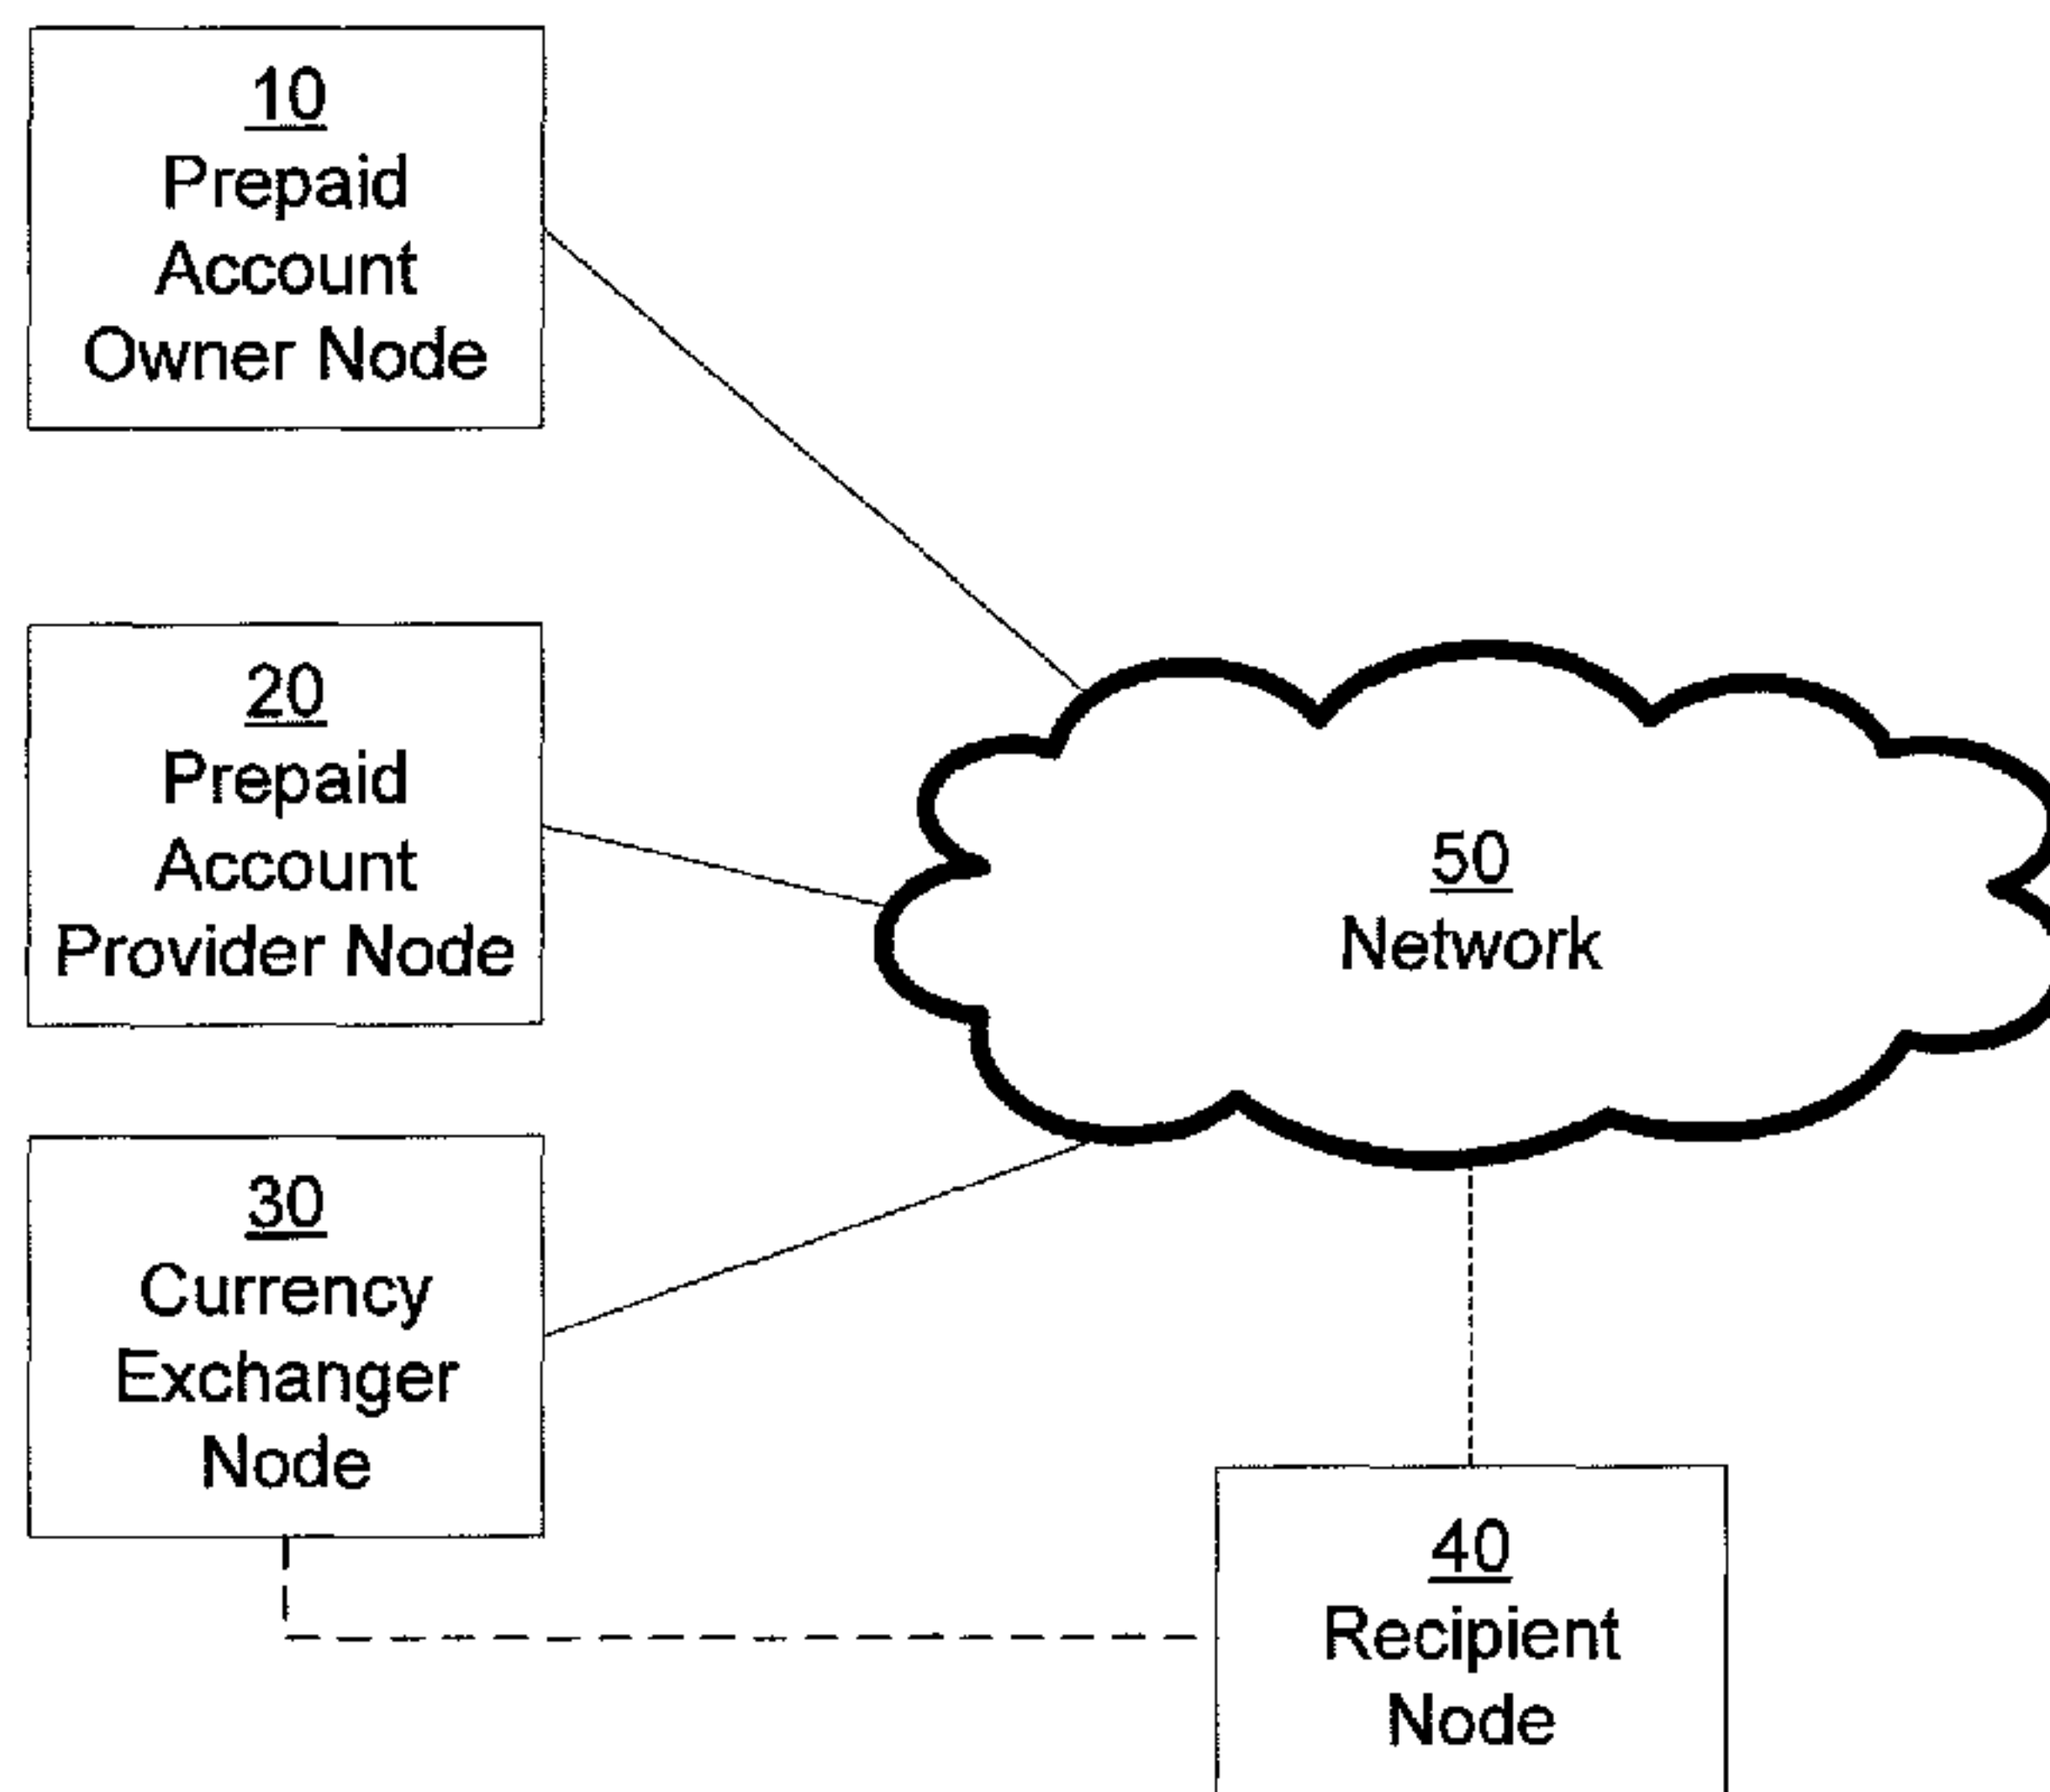 10
Prepaid
Account
Owner Node
20
Prepaid
Account
Provider Node
50
Network
30
Currency
Exchanger
Node
40
Recipient
Node